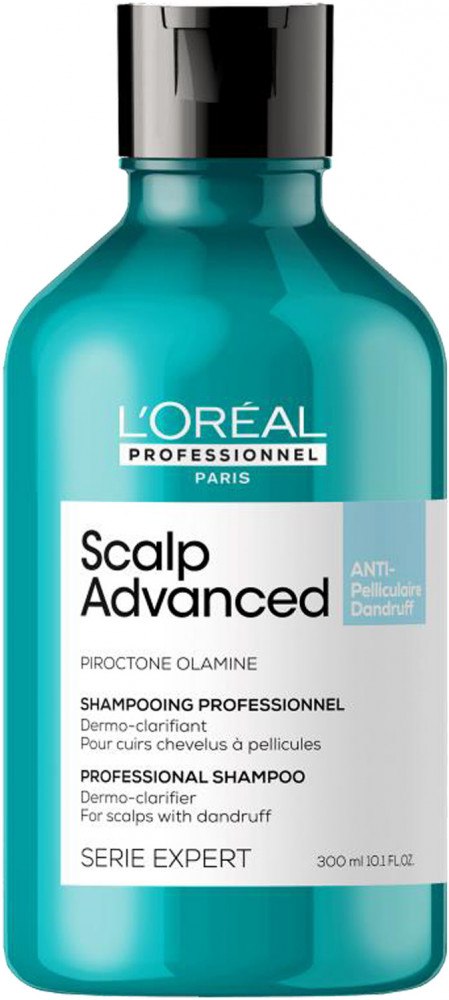 L'ORÉAL
PROFESSIONNEL
PARIS
Scalp
Advanced
ANTI-
Pelliculaire
Dandruff
PIROCTONE OLAMINE
SHAMPOOING PROFESSIONNEL
Dermo-clarifiant
Pour cuirs chevelus à pellicules
PROFESSIONAL SHAMPOO
Dermo-clarifier
For scalps with dandruff
SERIE EXPERT
300 ml 10.1 FL.OZ.